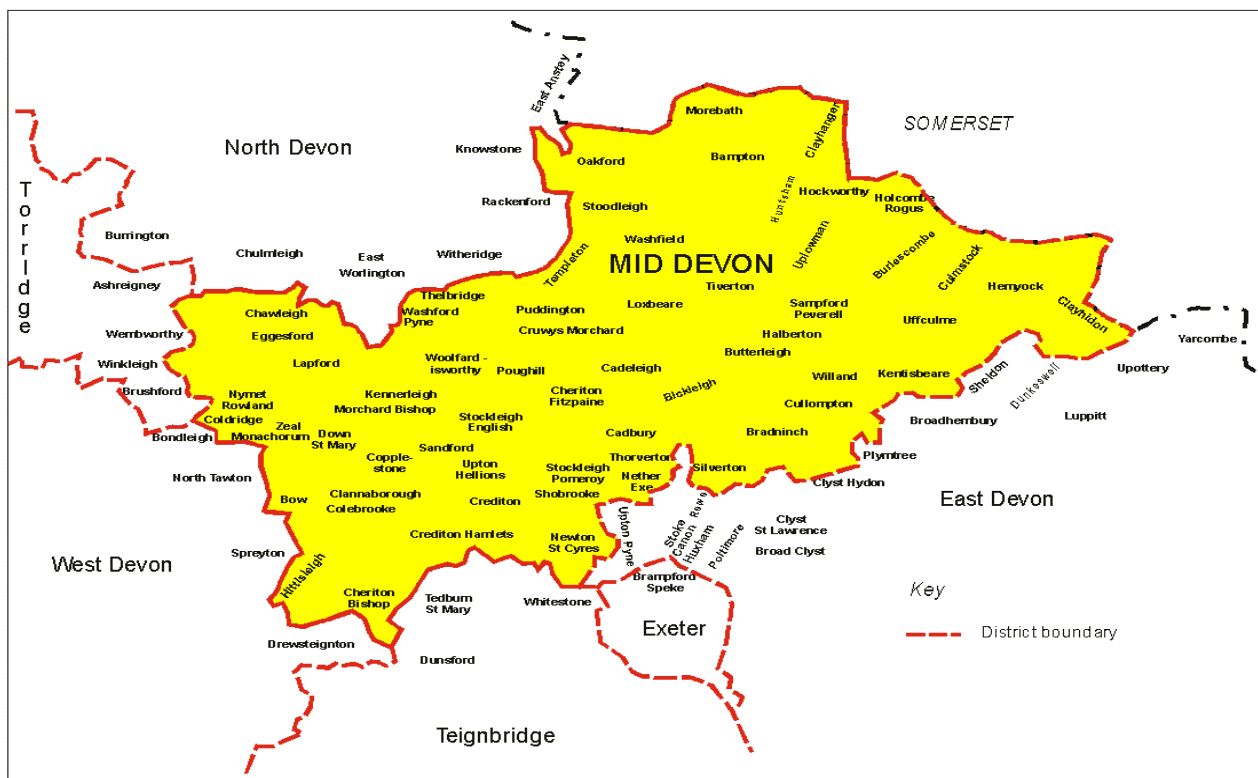 East Anstey
Morebath
Clayhanger
SOMERSET
North Devon
Knowstone
Oakford
Bampton
Torrldge
Rackenford
Stoodleigh
Huntsham
Hockworthy
Holcombe
Rogus
Burrington
Chulmleigh
East
Worlington
Witheridge
Washfield
Templeton
MID DEVON
Uplowman
Burlescombe
Culmstock
Ashreigney
Thelbridge
Tiverton
Hemyock
Clayhidon
Chawleigh
Washford
Pyne
Puddington
Loxbeare
Sampford
Peverell
Uffculme
Wembworthy
Eggesford
Cruwys Morchard
Halberton
Yarcombe
Winkleigh
Lapford
Woolfard -
isworthy
Poughill
Cadeleigh
Butterleigh
Willand
Kentisbeare
Sheldon
Dunkeswell
Upottery
Brushford
Nymet
Rowland
Kennerleigh
Morchard Bishop
Cheriton
Fitzpaine
Bickleigh
Cullompton
Broadhembury
Luppitt
Coldridge
Zeal
Monachorum
Down
St Mary
Stockleigh
English
Cadbury
Bradninch
Bondleigh
Sandford
Thorverton
Plymtree
North Tawton
Copple-
stone
Upton
Hellions
Stockleigh
Pomeroy
Nether
Exe
Silverton
Clyst Hydon
Bow
Clannaborough
Colebrooke
Crediton
Shobrooke
East Devon
Upton Pyne
Stoke
Canon
Rewe
Huxham
Poltimore
Clyst
St Lawrence
Broad Clyst
Crediton Hamlets
Newton
St Cyres
West Devon
Spreyton
Hittisleigh
Cheriton
Bishop
Tedburn
St Mary
Whitestone
Brampford
Speke
Key
Exeter
District boundary
Drewsteignton
Dunsford
Teignbridge